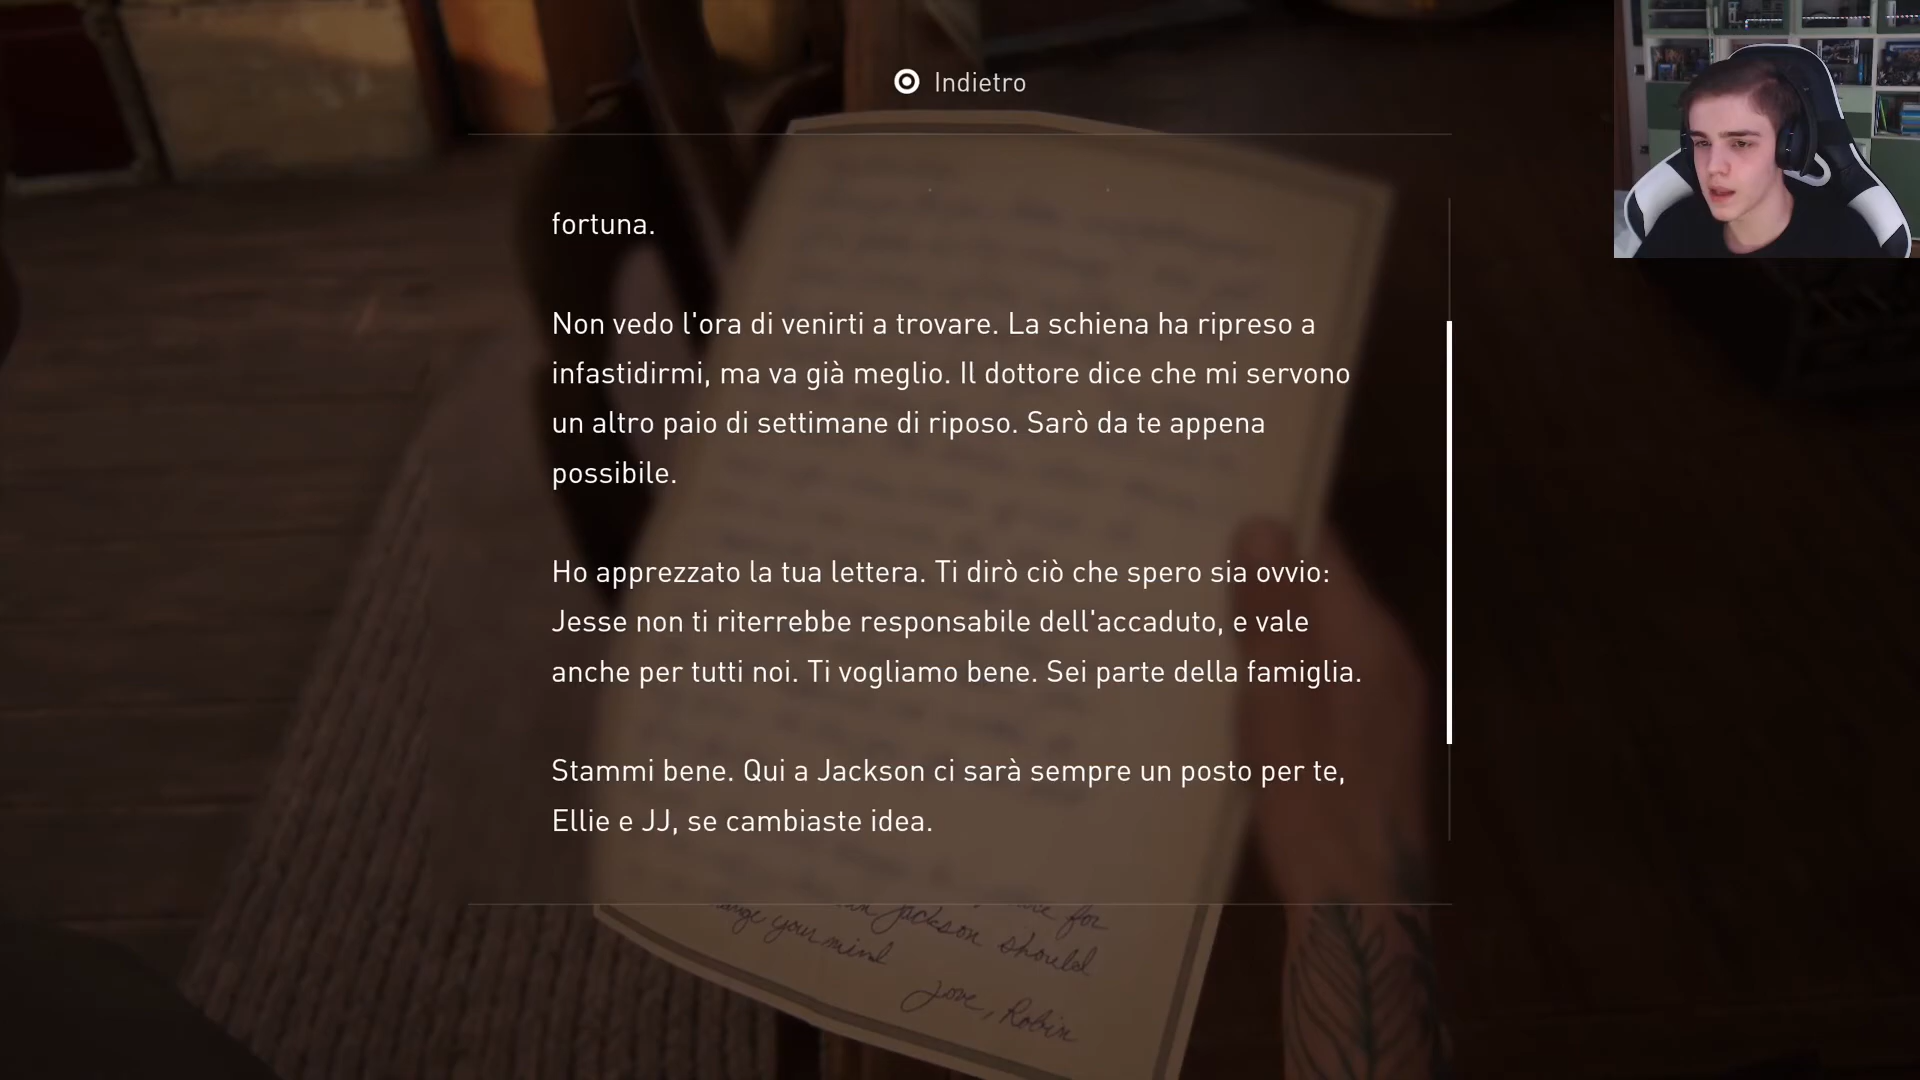 Indietro
fortuna.
Non vedo l'ora di venirti a trovare. La schiena ha ripreso a
infastidirmi, ma va già meglio. Il dottore dice che mi servono
un altro paio di settimane di riposo. Sarò da te appena
possibile.
Ho apprezzato la tua lettera. Ti dirò ciò che spero sia ovvio:
Jesse non ti riterrebbe responsabile dell'accaduto, e vale
anche per tutti noi. Ti vogliamo bene. Sei parte della famiglia.
Stammi bene. Qui a Jackson ci sarà sempre un posto per te,
Ellie e JJ, se cambiaste idea.
for
Jackson should
your mind
Love, Robin